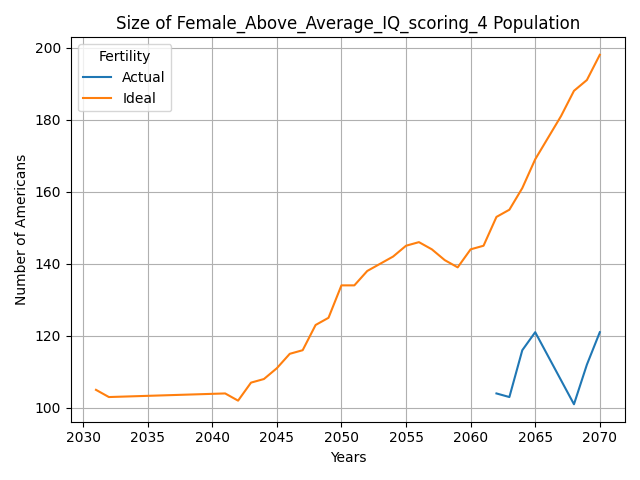 Size of Female_Above_Average_IQ_scoring_4 Population
Fertility
Actual
Ideal
Number of Americans
200
180
160
140
120
100
2030 2035 2040 2045 2050 2055 2060 2065 2070
Years